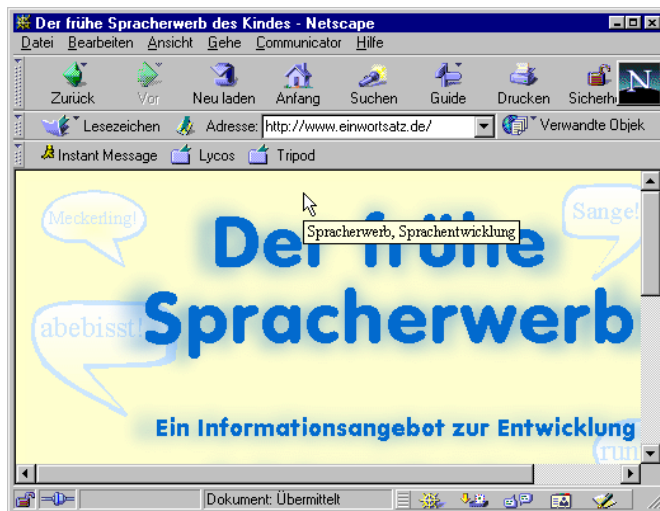 Der frühe Spracherwerb des Kindes - Netscape
Datei Bearbeiten Ansicht Gehe Communicator Hilfe
Zurück Vor Neu laden Anfang Suchen Guide Drucken Sicherh
N
Lesezeichen Adresse: http://www.einwortsatz.de/ Verwandte Objek
Instant Message Lycos Tripod
Meckerling! Sange!
Der frühe
Spracherwerb, Sprachentwicklung
abebisst! Spracherwerb
Ein Informationsangebot zur Entwicklung
run
Dokument: Übermittelt